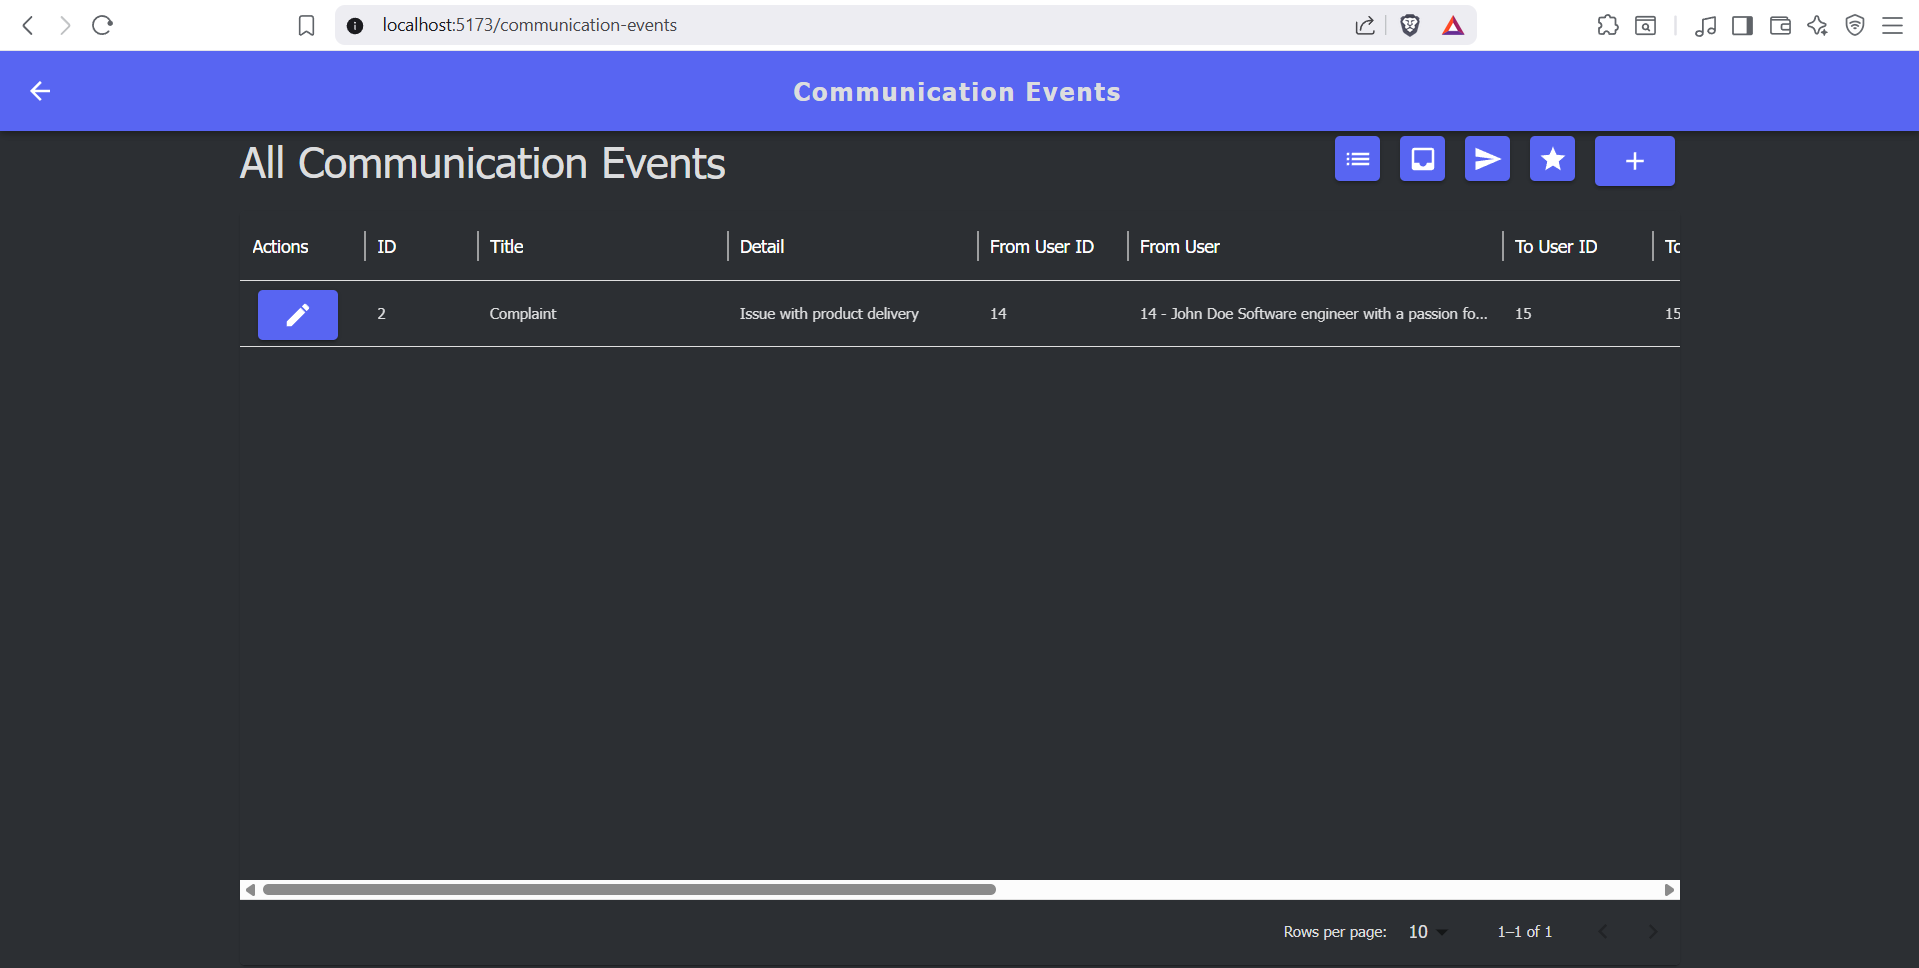 localhost:5173/communication-events
Communication Events
All Communication Events
Actions ID Title Detail From User ID From User To User ID To
2 Complaint Issue with product delivery 14 14 - John Doe Software engineer with a passion fo... 15 15
Rows per page: 10 1–1 of 1